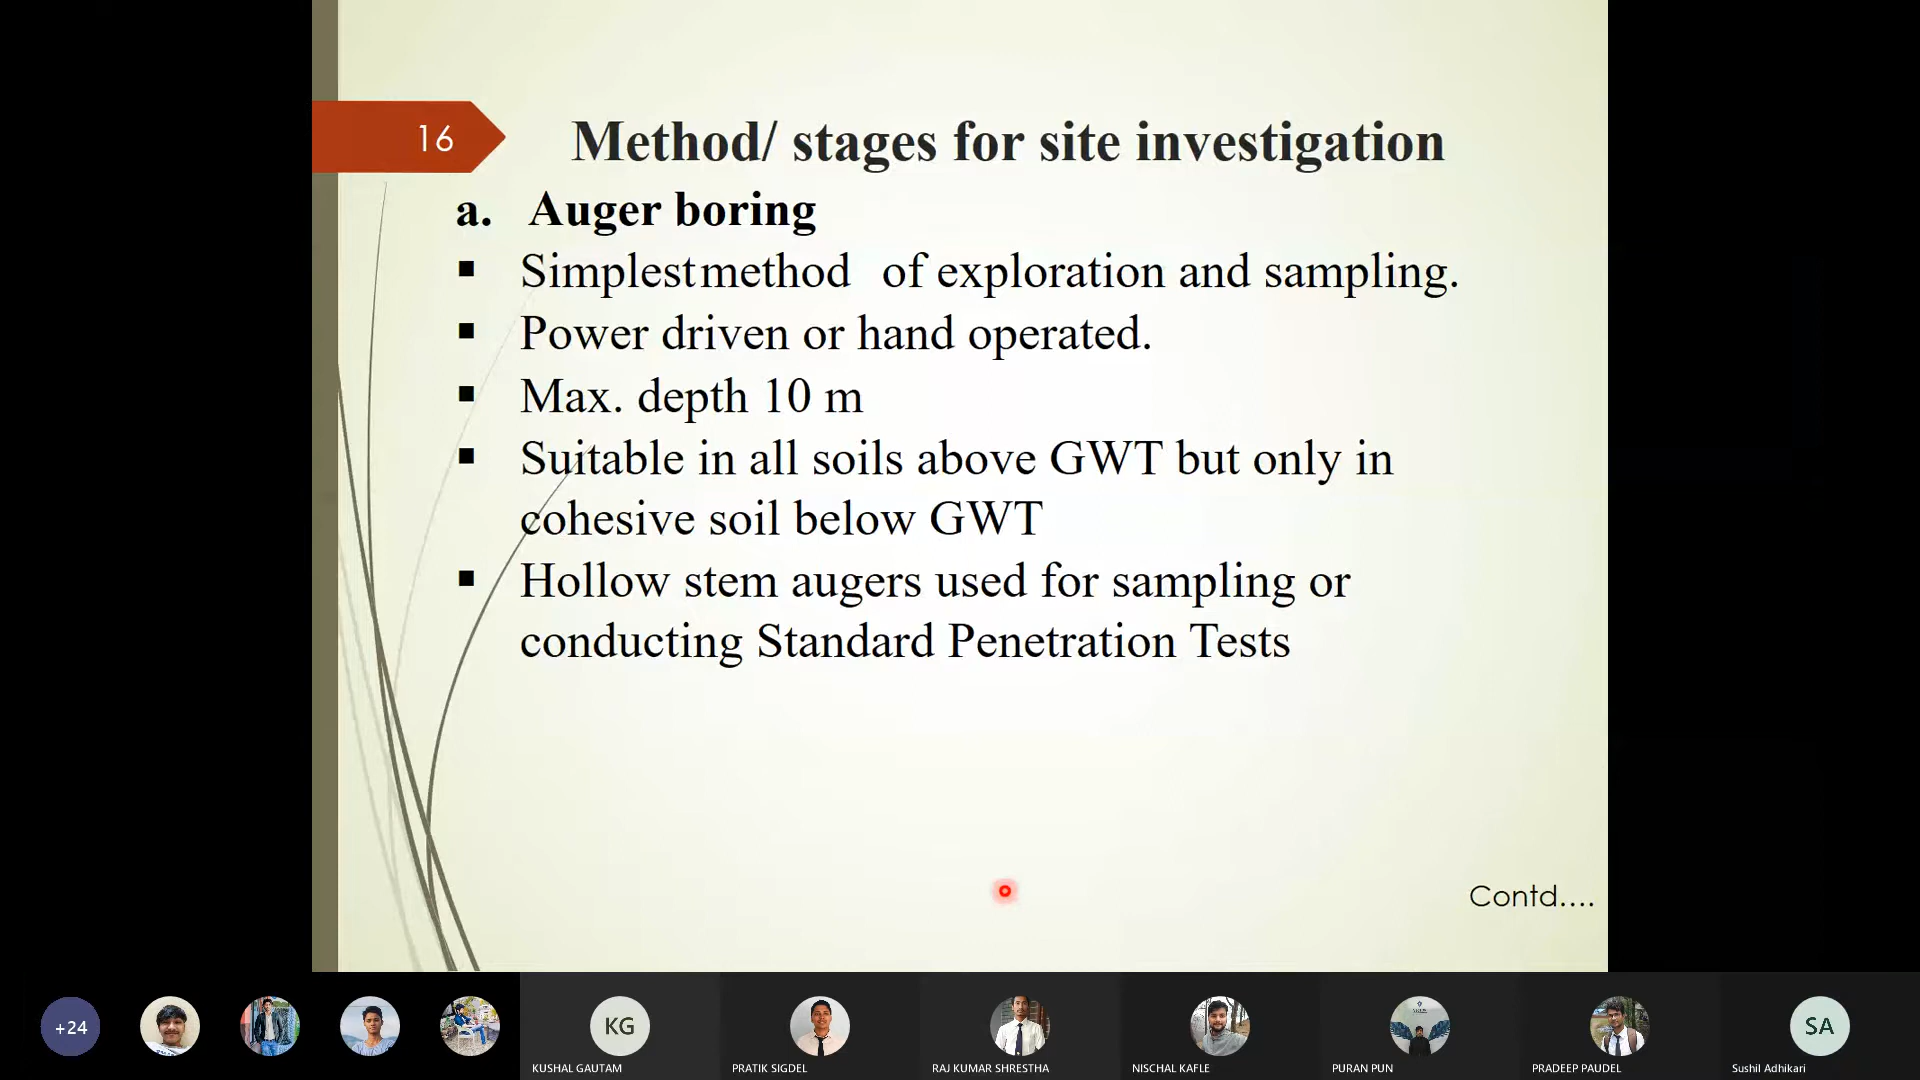 16
Method/ stages for site investigation
a. Auger boring
▪ Simplest method of exploration and sampling.
▪ Power driven or hand operated.
▪ Max. depth 10 m
▪ Suitable in all soils above GWT but only in
cohesive soil below GWT
▪ Hollow stem augers used for sampling or
conducting Standard Penetration Tests
Contd....
+24
KG
SA
KUSHAL GAUTAM
PRATIK SIGDEL
RAJ KUMAR SHRESTHA
NISCHAL KAFLE
PURAN PUN
PRADEEP PAUDEL
Sushil Adhikari